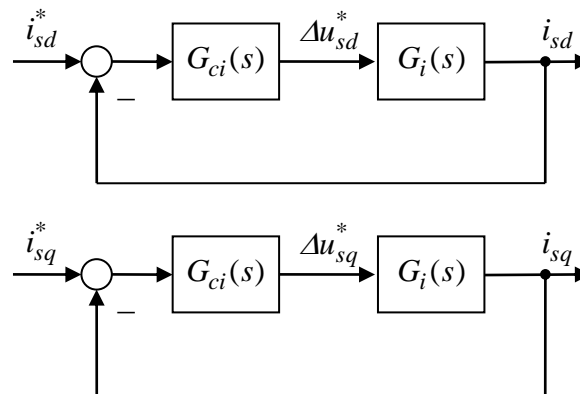 i*sd Gci(s) Δu*sd Gi(s) isd
−
i*sq Gci(s) Δu*sq Gi(s) isq
−